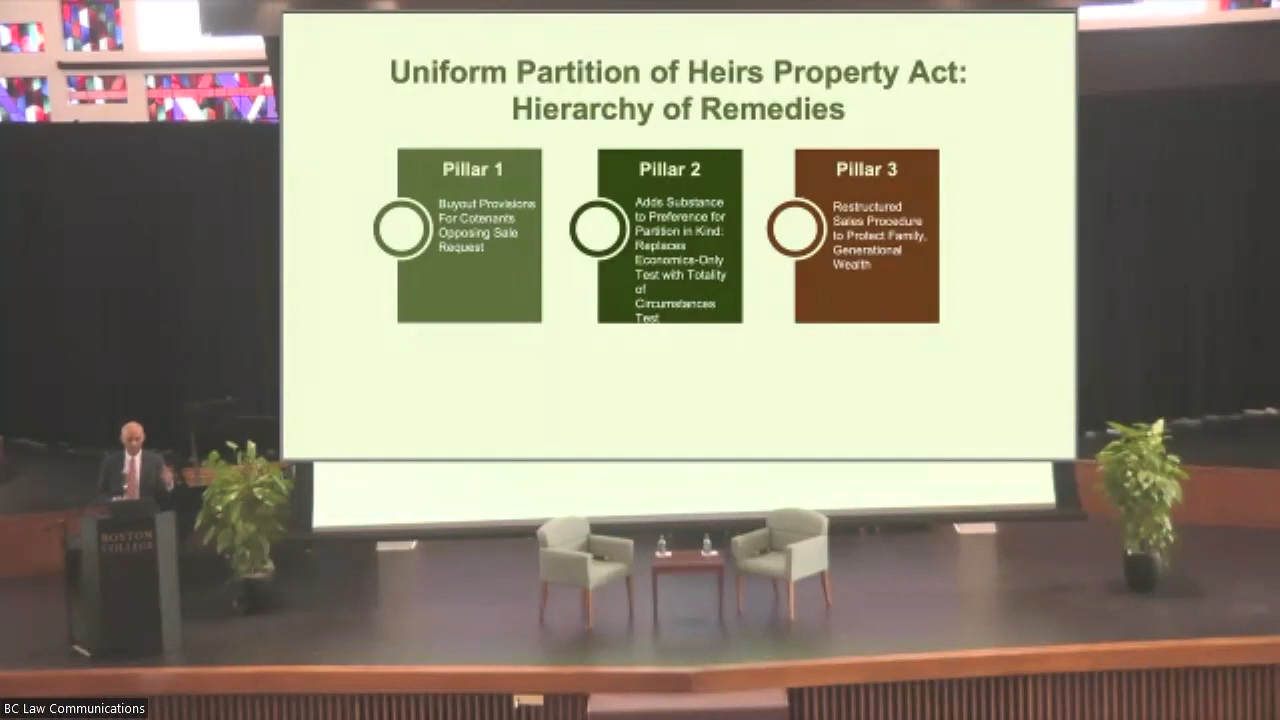 Uniform Partition of Heirs Property Act:
Hierarchy of Remedies
Pillar 1
Buyout Provisions
For Cotenants
Opposing Sale
Request
Pillar 2
Adds Substance
to Preference for
Partition in Kind:
Replaces
Economics-Only
Test with Totality
of
Circumstances
Test
Pillar 3
Restructured
Sales Procedure
to Protect Family,
Generational
Wealth
BOSTON
COLLEGE
BC Law Communications